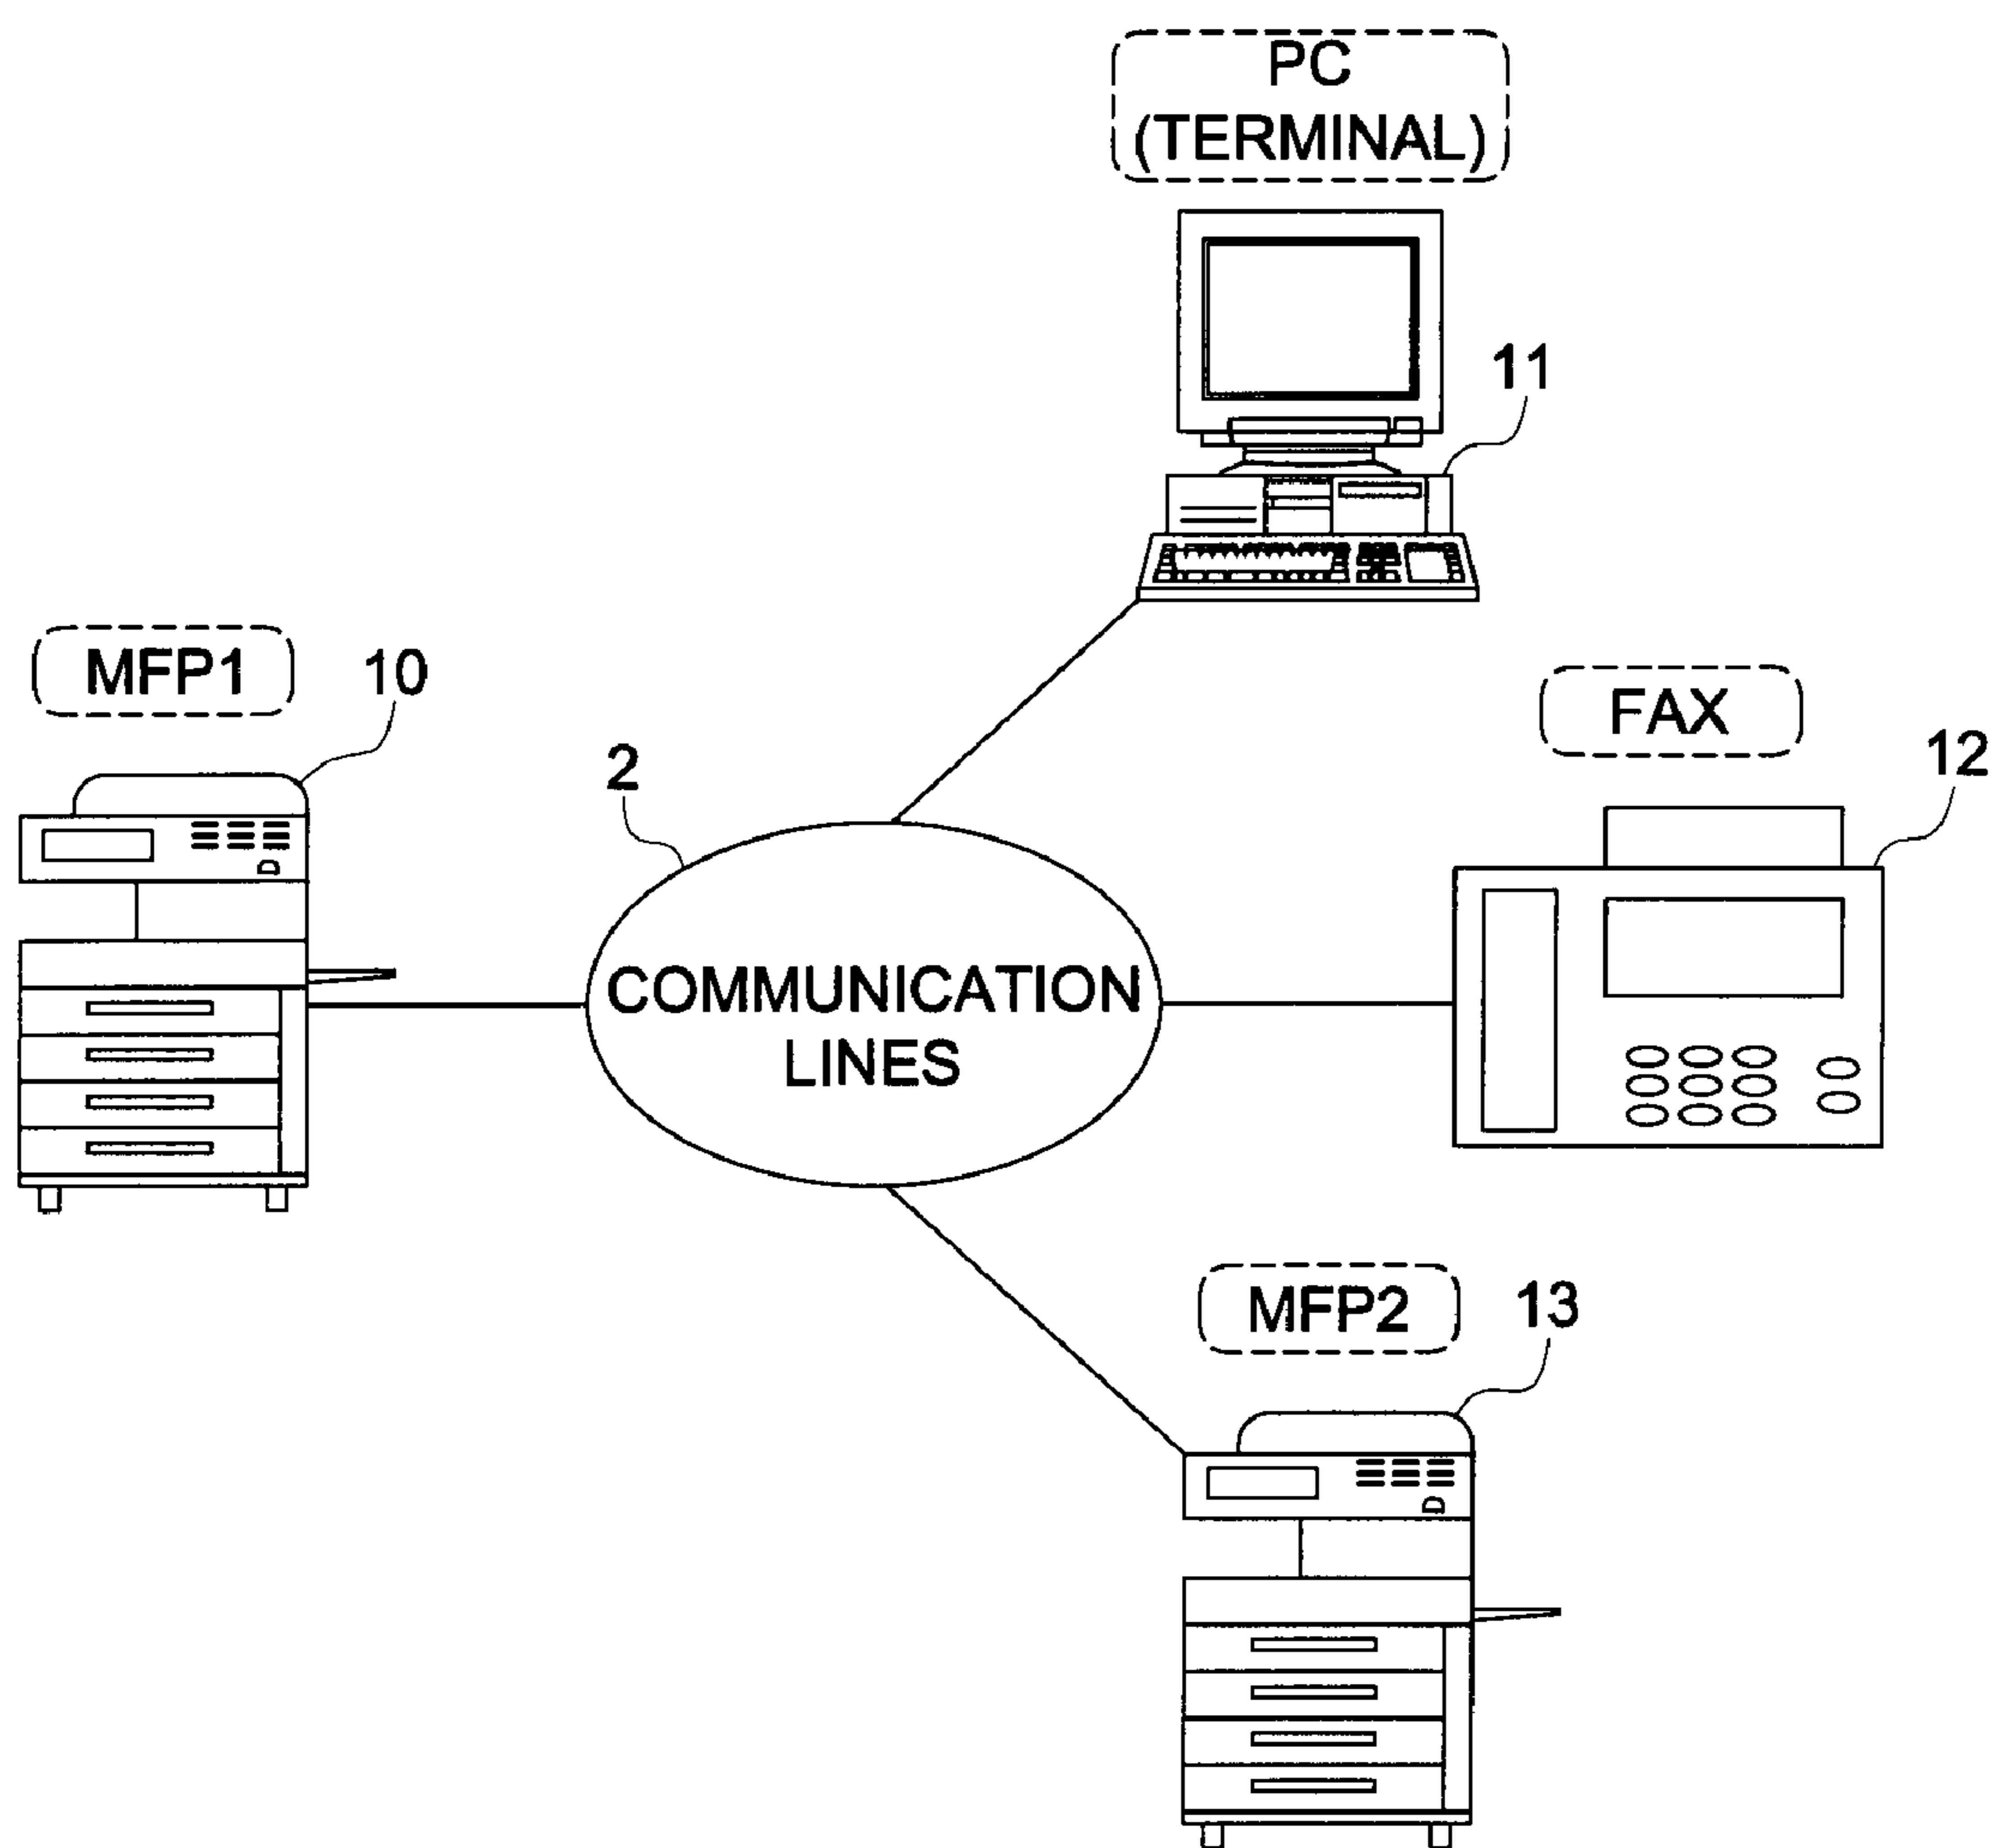 PC
(TERMINAL)
11
MFP1
10
FAX
12
2
COMMUNICATION
LINES
MFP2
13